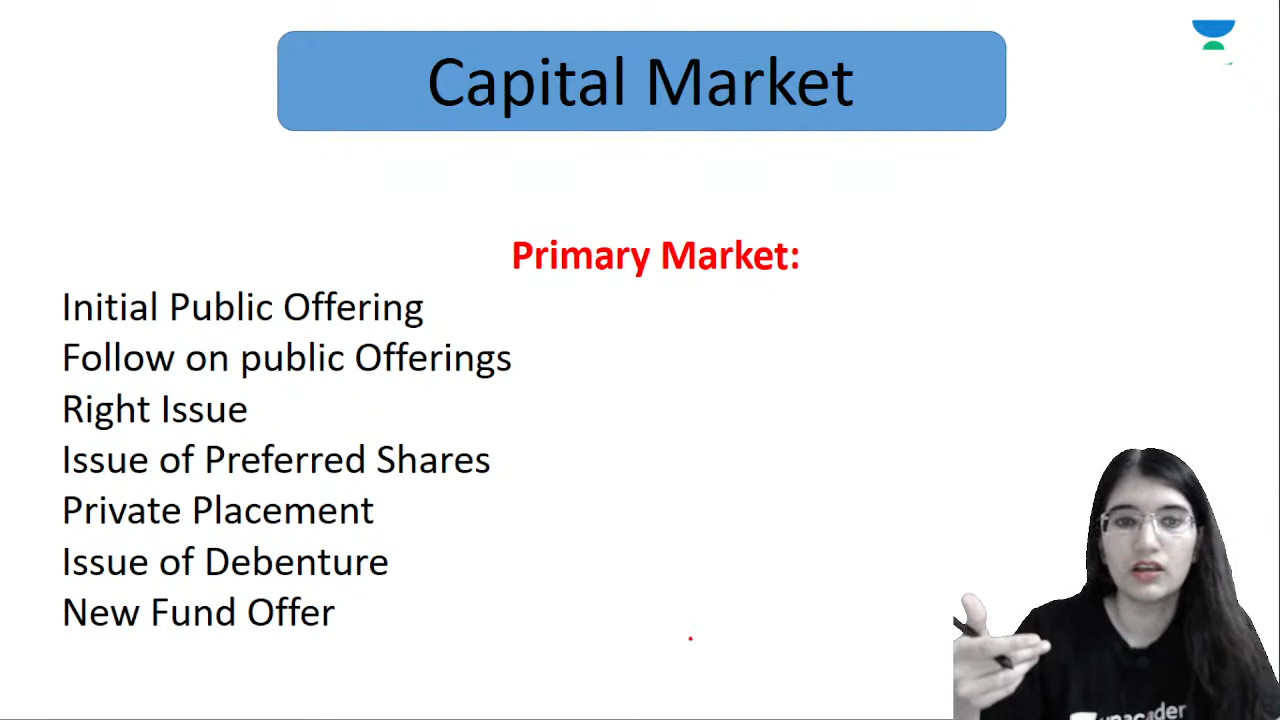 Capital Market
Primary Market:
Initial Public Offering
Follow on public Offerings
Right Issue
Issue of Preferred Shares
Private Placement
Issue of Debenture
New Fund Offer